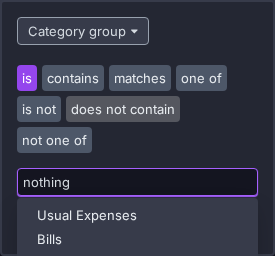 Category group
is contains matches one of
is not does not contain
not one of
nothing
Usual Expenses
Bills